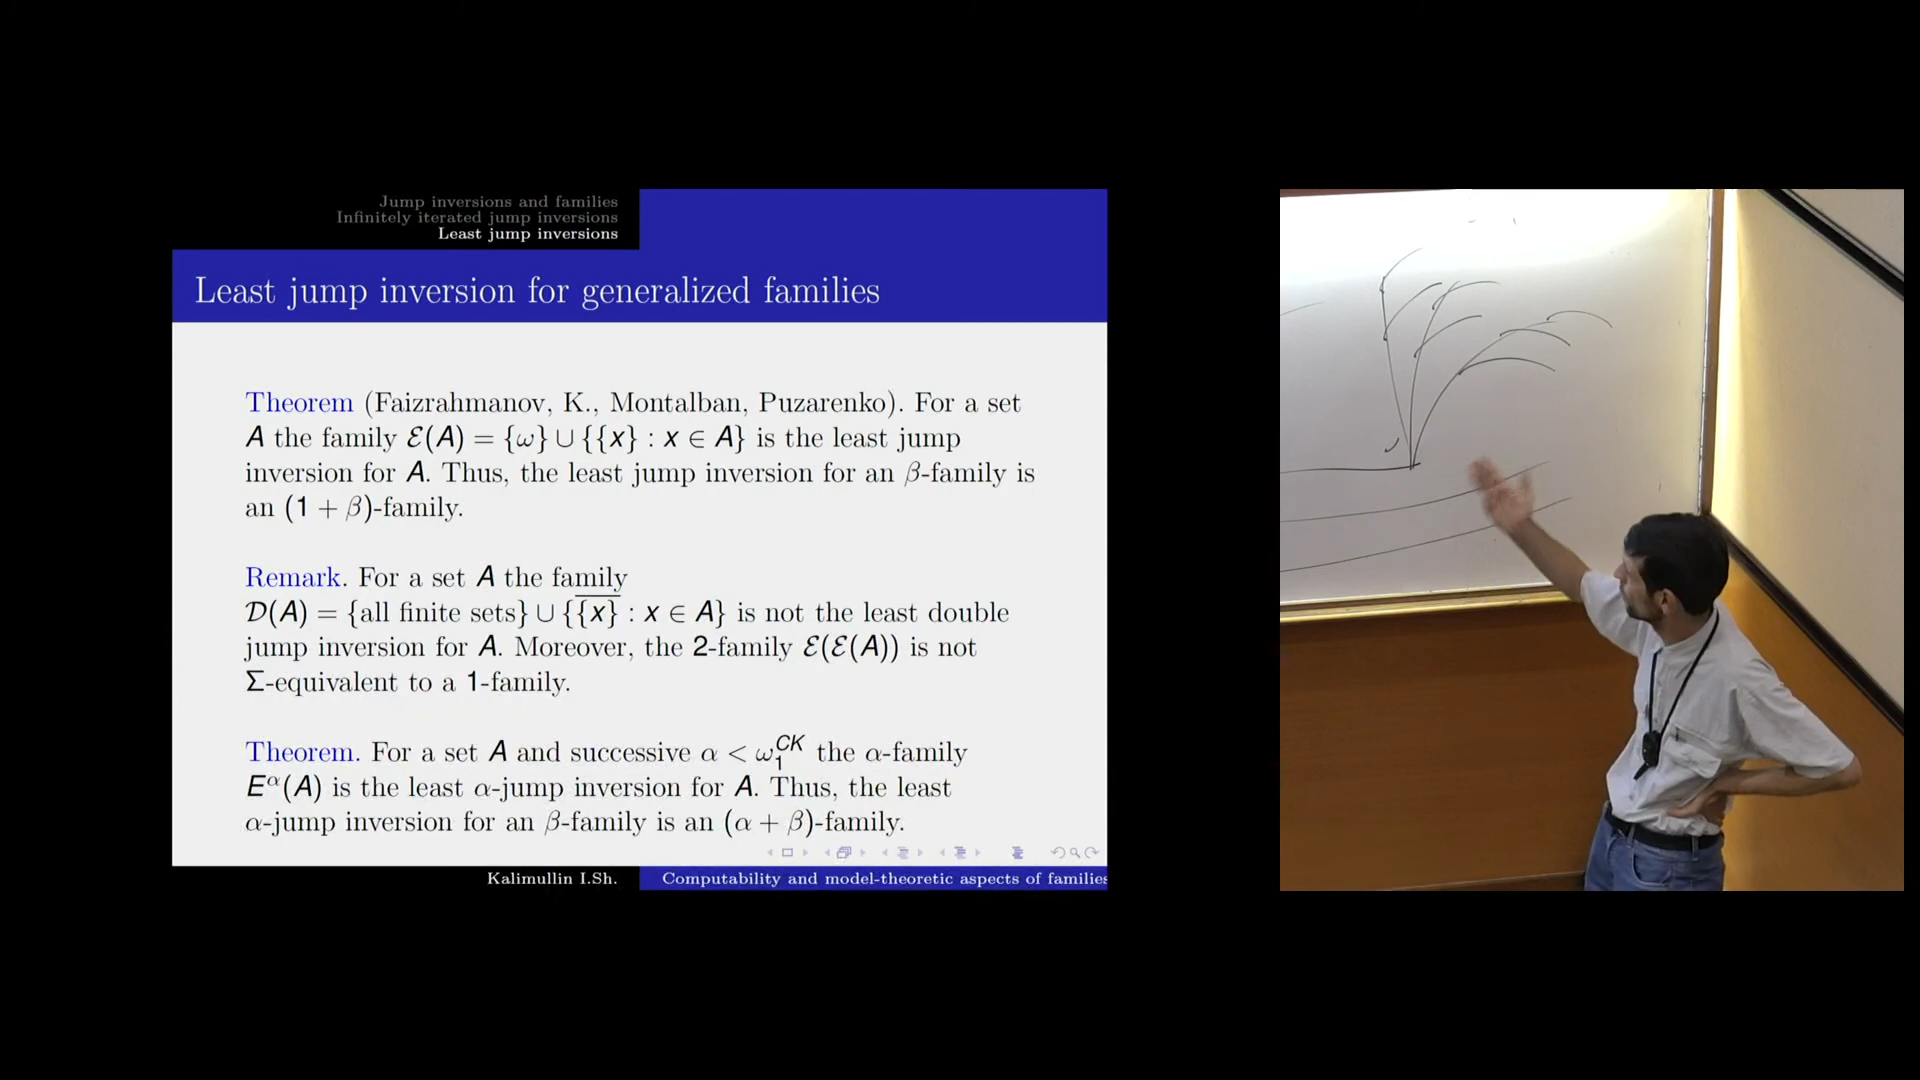 Jump inversions and families
Infinitely iterated jump inversions
Least jump inversions
Least jump inversion for generalized families
Theorem (Faizrahmanov, K., Montalban, Puzarenko). For a set
A the family ℰ(A) = {ω} ∪ {{x} : x ∈ A} is the least jump
inversion for A. Thus, the least jump inversion for an β-family is
an (1 + β)-family.
Remark. For a set A the family
𝒟(A) = {all finite sets} ∪ {\overline{{x}} : x ∈ A} is not the least double
jump inversion for A. Moreover, the 2-family ℰ(ℰ(A)) is not
Σ-equivalent to a 1-family.
Theorem. For a set A and successive α < ω₁^{CK} the α-family
E^α(A) is the least α-jump inversion for A. Thus, the least
α-jump inversion for an β-family is an (α + β)-family.
Kalimullin I.Sh.
Computability and model-theoretic aspects of families